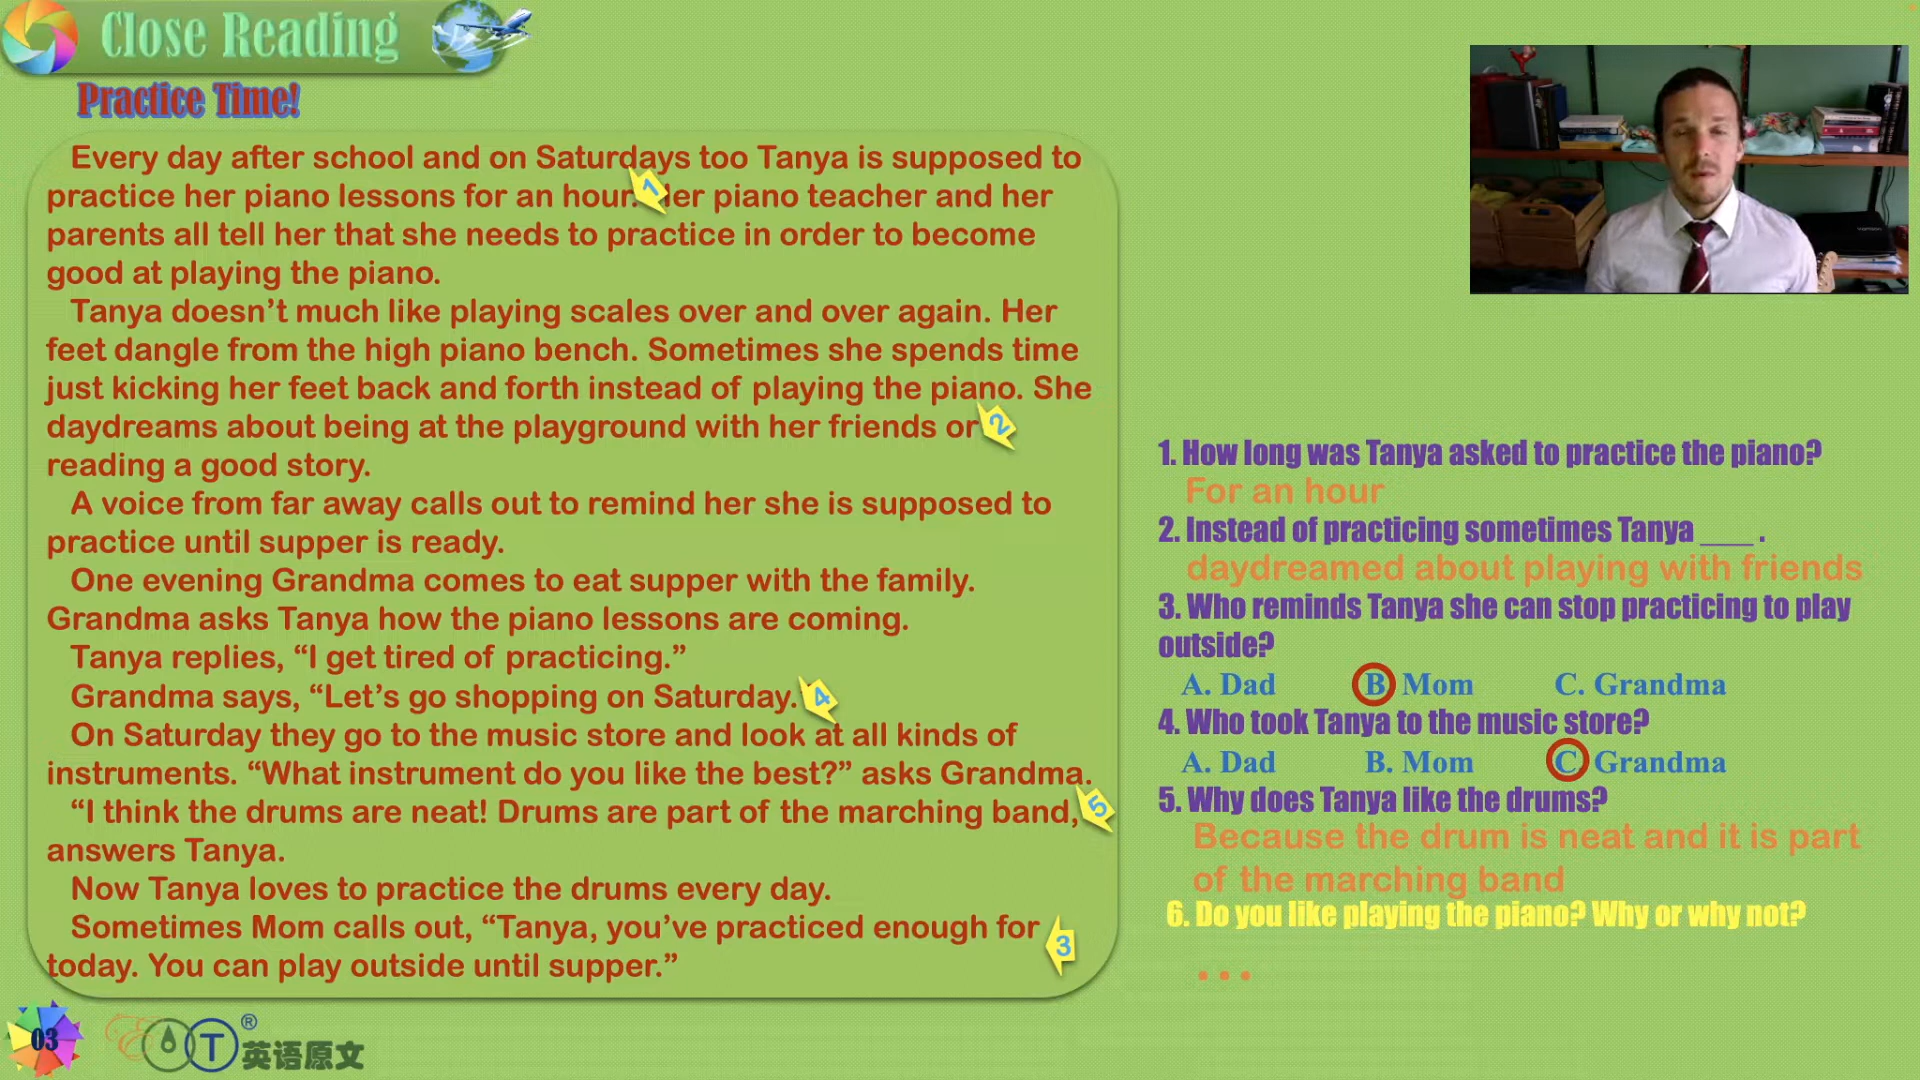 Close Reading
Practice Time!
Every day after school and on Saturdays too Tanya is supposed to
practice her piano lessons for an hour. 1 Her piano teacher and her
parents all tell her that she needs to practice in order to become
good at playing the piano.
Tanya doesn’t much like playing scales over and over again. Her
feet dangle from the high piano bench. Sometimes she spends time
just kicking her feet back and forth instead of playing the piano. She
daydreams about being at the playground with her friends or 2
reading a good story.
A voice from far away calls out to remind her she is supposed to
practice until supper is ready.
One evening Grandma comes to eat supper with the family.
Grandma asks Tanya how the piano lessons are coming.
Tanya replies, “I get tired of practicing.”
Grandma says, “Let’s go shopping on Saturday. 4
On Saturday they go to the music store and look at all kinds of
instruments. “What instrument do you like the best?” asks Grandma.
“I think the drums are neat! Drums are part of the marching band, 5
answers Tanya.
Now Tanya loves to practice the drums every day.
Sometimes Mom calls out, “Tanya, you’ve practiced enough for 3
today. You can play outside until supper.”
1. How long was Tanya asked to practice the piano?
For an hour
2. Instead of practicing sometimes Tanya ___ .
daydreamed about playing with friends
3. Who reminds Tanya she can stop practicing to play
outside?
A. Dad B Mom C. Grandma
4. Who took Tanya to the music store?
A. Dad B. Mom C Grandma
5. Why does Tanya like the drums?
Because the drum is neat and it is part
of the marching band
6. Do you like playing the piano? Why or why not?
. . .
03
T® 英语原文